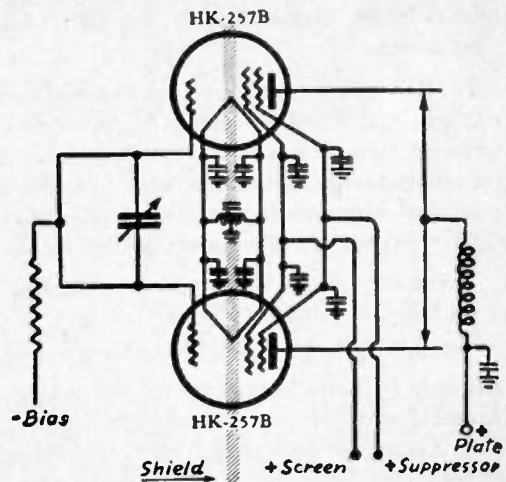 HK-257B
HK-257B
-Bias
+
Plate
Shield
+Screen
+Suppressor